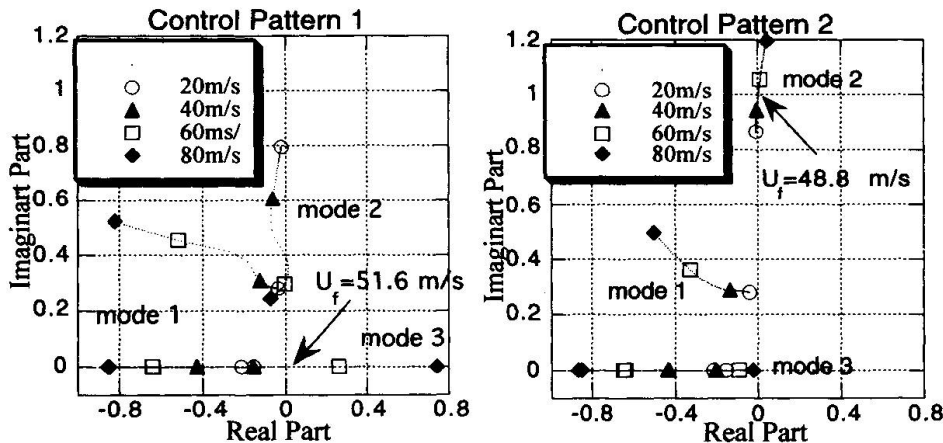 Control Pattern 1
1.2
1
0.8
0.6
0.4
0.2
0
Imaginart Part
20m/s
40m/s
60ms/
80m/s
mode 2
U_f=51.6 m/s
mode 1
mode 3
-0.8
-0.4
0
0.4
0.8
Real Part
Control Pattern 2
1.2
1
0.8
0.6
0.4
0.2
0
Imaginart Part
20m/s
40m/s
60m/s
80m/s
mode 2
U_f=48.8 m/s
mode 1
mode 3
-0.8
-0.4
0
0.4
0.8
Real Part